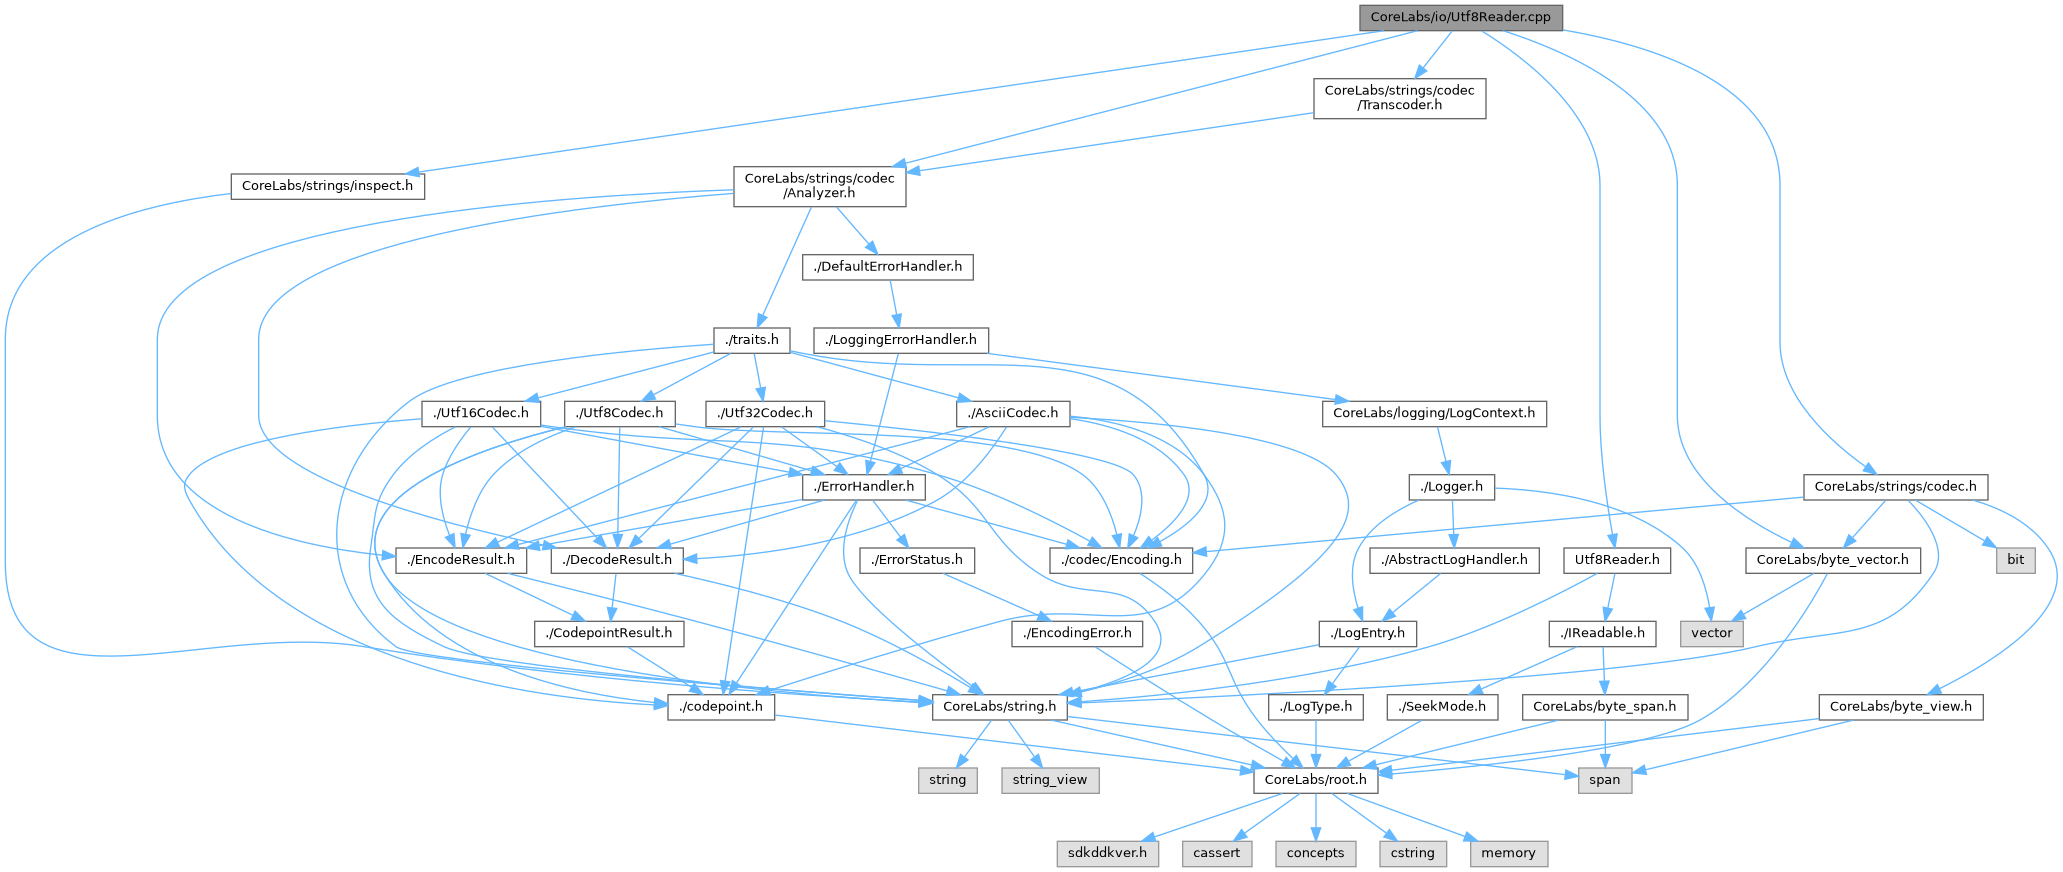 CoreLabs/io/Utf8Reader.cpp
CoreLabs/strings/codec
/Transcoder.h
CoreLabs/strings/inspect.h
CoreLabs/strings/codec
/Analyzer.h
./DefaultErrorHandler.h
./traits.h
./LoggingErrorHandler.h
./Utf16Codec.h
./Utf8Codec.h
./Utf32Codec.h
./AsciiCodec.h
CoreLabs/logging/LogContext.h
./ErrorHandler.h
./Logger.h
CoreLabs/strings/codec.h
./EncodeResult.h
./DecodeResult.h
./ErrorStatus.h
./codec/Encoding.h
./AbstractLogHandler.h
Utf8Reader.h
CoreLabs/byte_vector.h
bit
./CodepointResult.h
./EncodingError.h
./LogEntry.h
./IReadable.h
vector
./codepoint.h
CoreLabs/string.h
./LogType.h
./SeekMode.h
CoreLabs/byte_span.h
CoreLabs/byte_view.h
string
string_view
CoreLabs/root.h
span
sdkddkver.h
cassert
concepts
cstring
memory